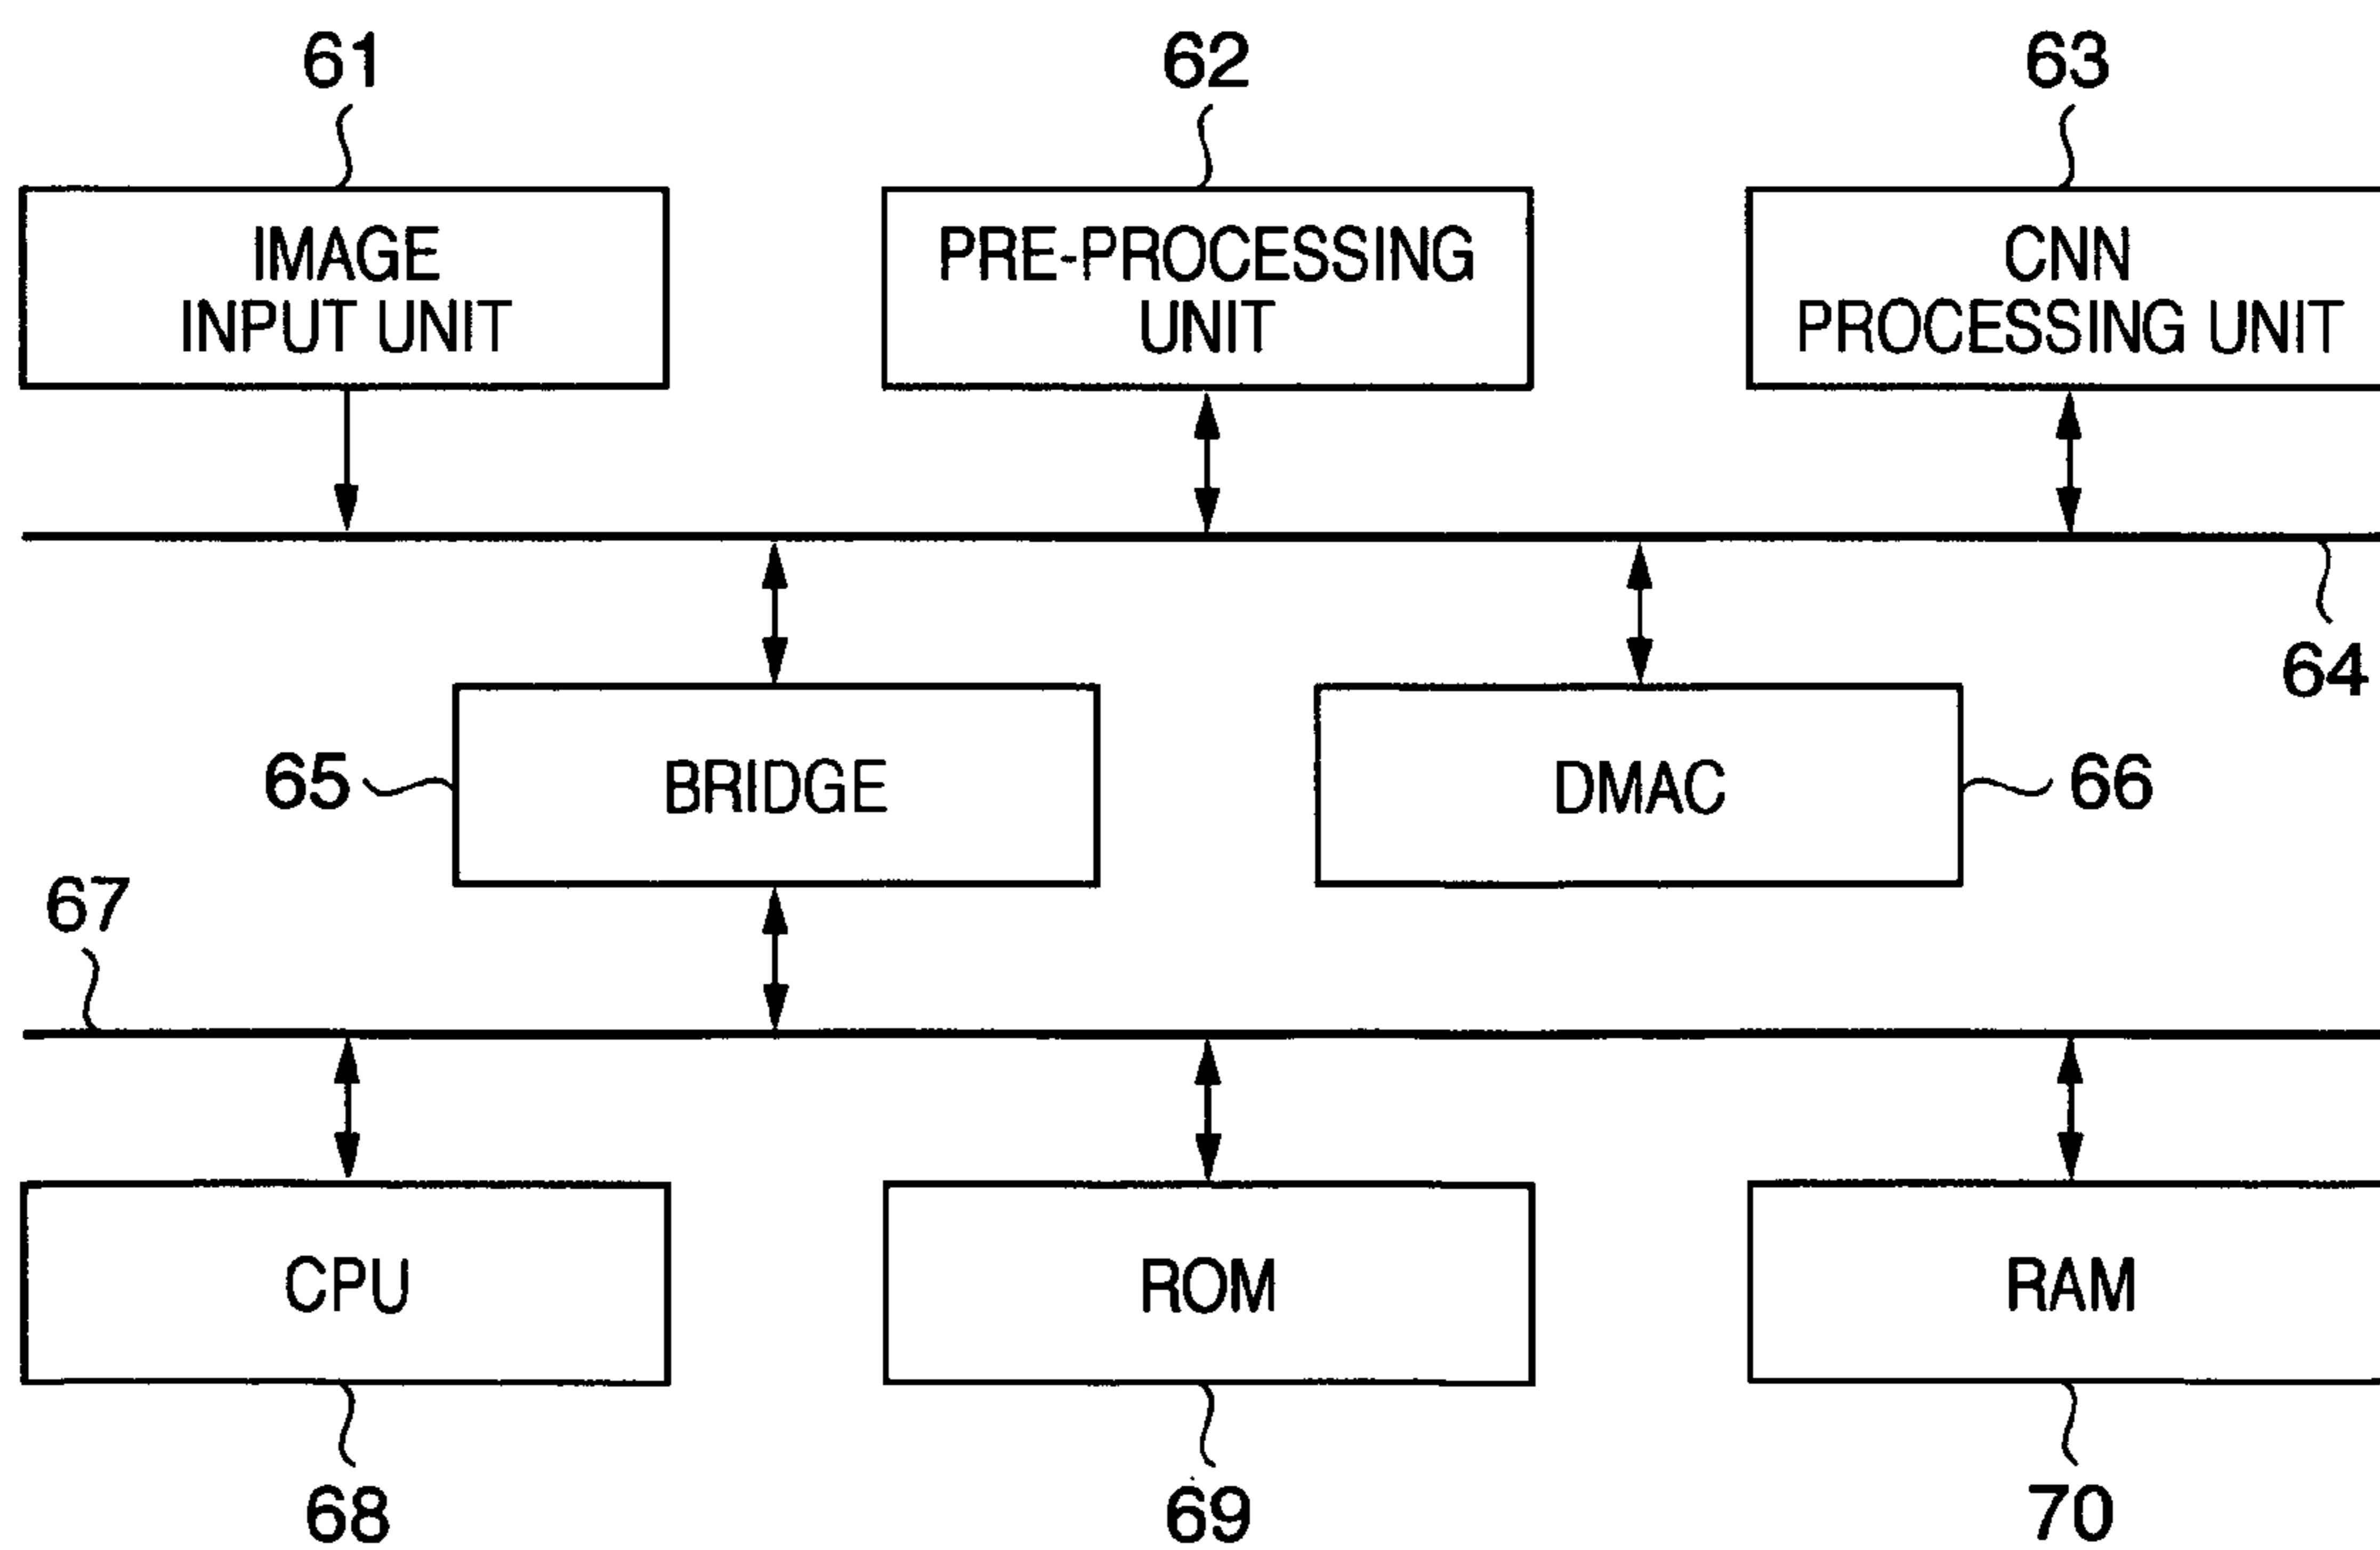 61
62
63
IMAGE
INPUT UNIT
PRE-PROCESSING
UNIT
CNN
PROCESSING UNIT
64
65
BRIDGE
DMAC
66
67
CPU
ROM
RAM
68
69
70